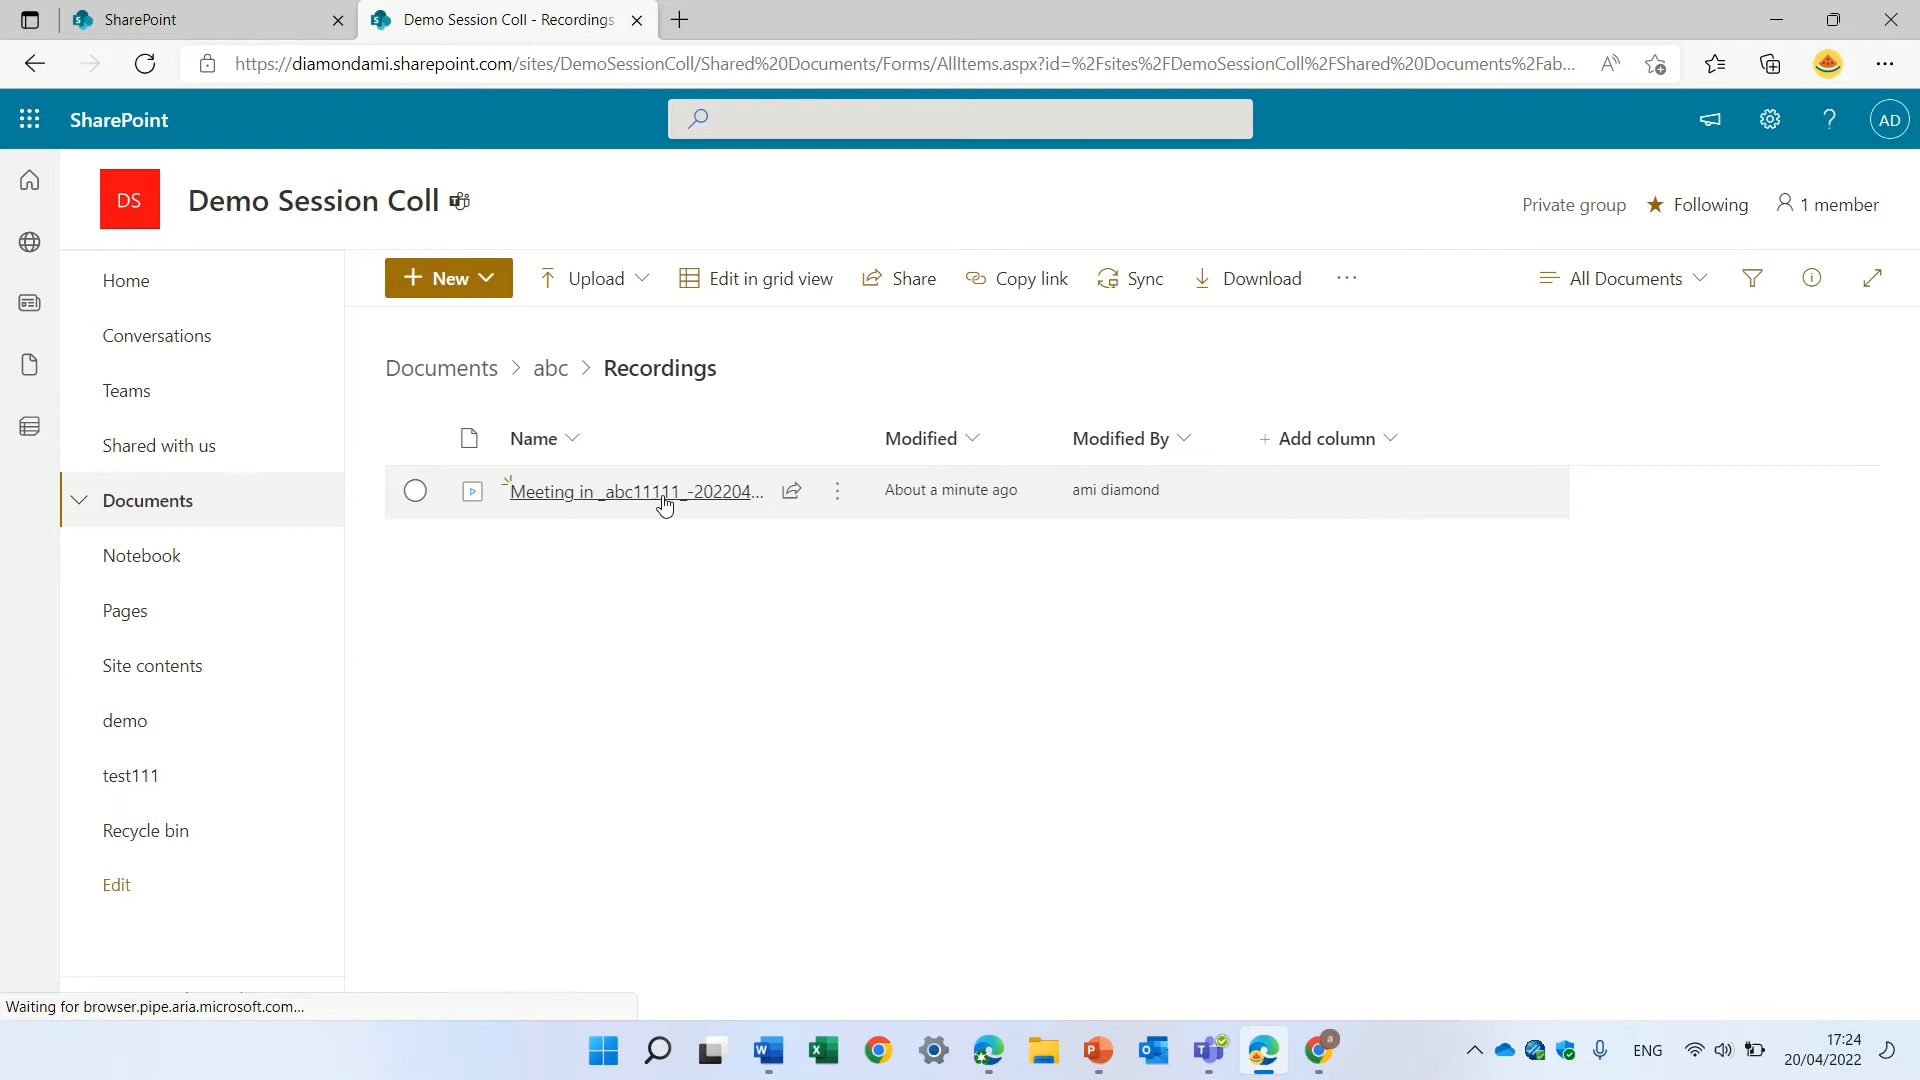 SharePoint
Demo Session Coll - Recordings
https://diamondami.sharepoint.com/sites/DemoSessionColl/Shared%20Documents/Forms/AllItems.aspx?id=%2Fsites%2FDemoSessionColl%2FShared%20Documents%2Fab...
SharePoint
AD
DS
Demo Session Coll
Private group
Following
1 member
Home
Conversations
Teams
Shared with us
Documents
Notebook
Pages
Site contents
demo
test111
Recycle bin
Edit
New
Upload
Edit in grid view
Share
Copy link
Sync
Download
All Documents
Documents > abc > Recordings
Name
Modified
Modified By
+ Add column
Meeting in _abc11111_-202204...
About a minute ago
ami diamond
Waiting for browser.pipe.aria.microsoft.com...
ENG
17:24
20/04/2022